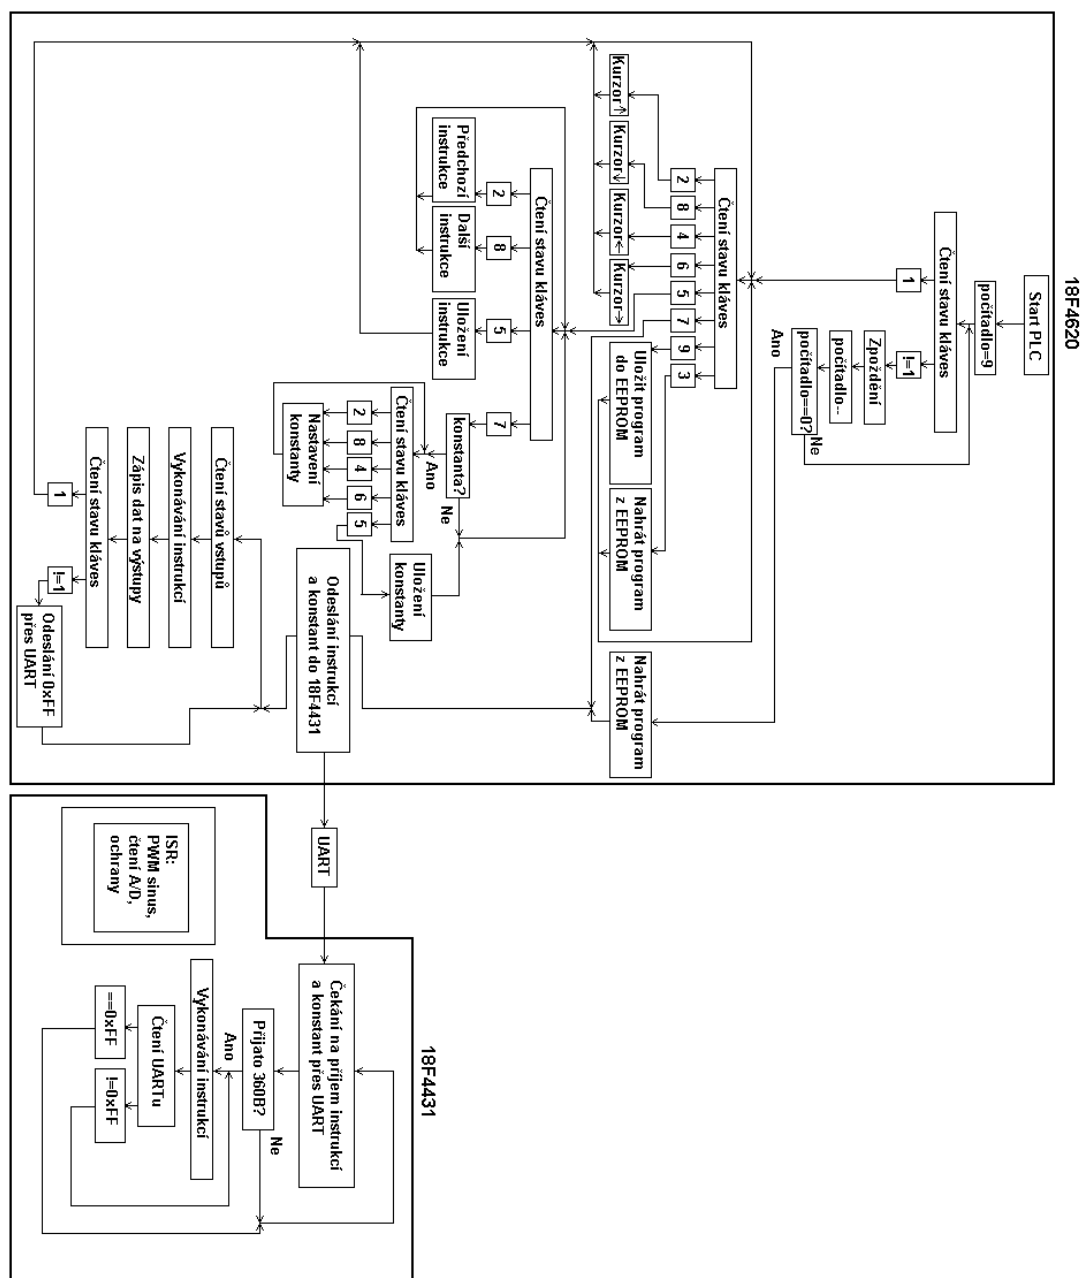 18F4620
Start PLC
počítadlo=9
Čtení stavu kláves
1
!=1
Zpoždění
počítadlo--
počítadlo==0?
Ne
Ano
Čtení stavu kláves
2
8
4
6
5
7
9
3
Kurzor↑
Kurzor↓
Kurzor←
Kurzor→
Uložit program
do EEPROM
Nahrát program
z EEPROM
Nahrát program
z EEPROM
Čtení stavu kláves
2
8
5
7
Předchozí
instrukce
Další
instrukce
Uložení
instrukce
konstanta?
Ne
Ano
Čtení stavu kláves
2
8
4
6
5
Nastavení
konstanty
Uložení
konstanty
Odeslání instrukcí
a konstant do 18F4431
Čtení stavů vstupů
Vykonávání instrukcí
Zápis dat na výstupy
Čtení stavu kláves
1
!=1
Odeslání 0xFF
přes UART
UART
18F4431
Čekání na příjem instrukcí
a konstant přes UART
Přijato 360B?
Ne
Ano
Vykonávání instrukcí
Čtení UARTu
==0xFF
!=0xFF
ISR:
PWM sinus,
čtení A/D,
ochrany